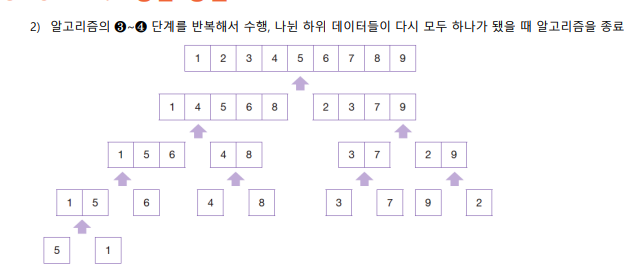 2) 알고리즘의 ❸~❹ 단계를 반복해서 수행, 나뉜 하위 데이터들이 다시 모두 하나가 됐을 때 알고리즘을 종료
1 2 3 4 5 6 7 8 9
1 4 5 6 8 2 3 7 9
1 5 6 4 8 3 7 2 9
1 5 6 4 8 3 7 9 2
5 1